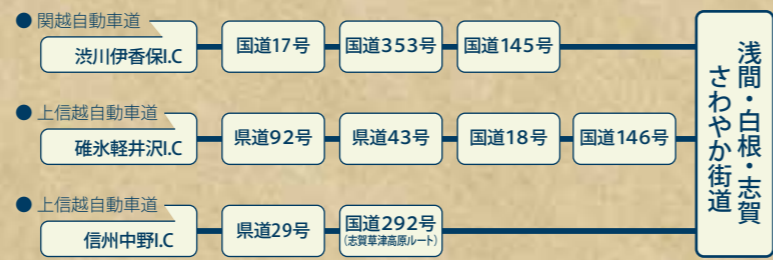 ● 関越自動車道
渋川伊香保I.C
国道17号
国道353号
国道145号
● 上信越自動車道
碓氷軽井沢I.C
県道92号
県道43号
国道18号
国道146号
● 上信越自動車道
信州中野I.C
県道29号
国道292号
(志賀草津高原ルート)
浅間・白根・志賀
さわやか街道